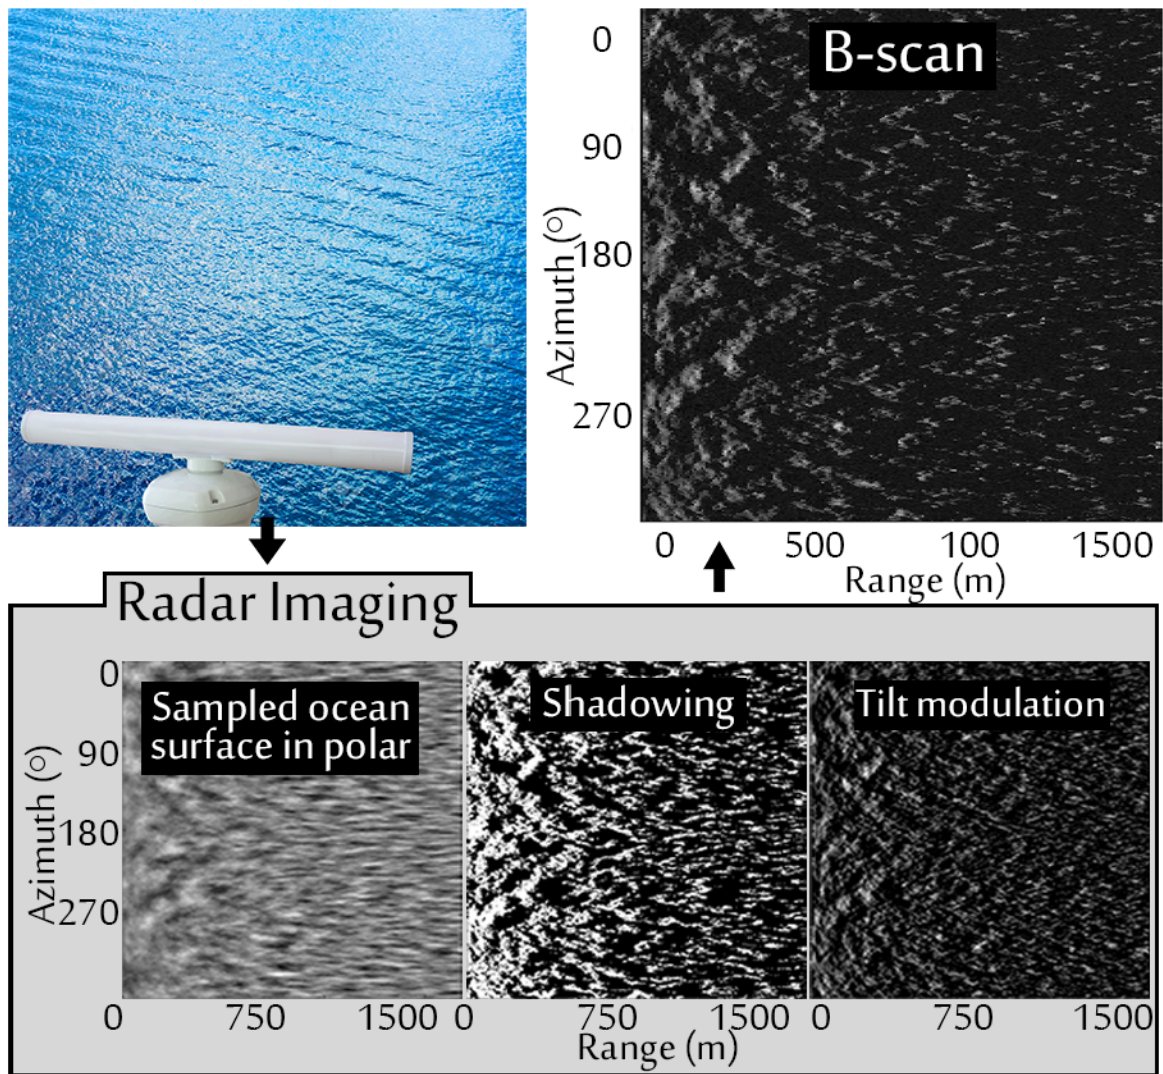 B-scan
0
90
180
270
Azimuth (°)
0 500 100 1500
Range (m)
Radar Imaging
Sampled ocean
surface in polar
Shadowing
Tilt modulation
0
90
180
270
Azimuth (°)
0 750 1500 0 750 1500 0 750 1500
Range (m)